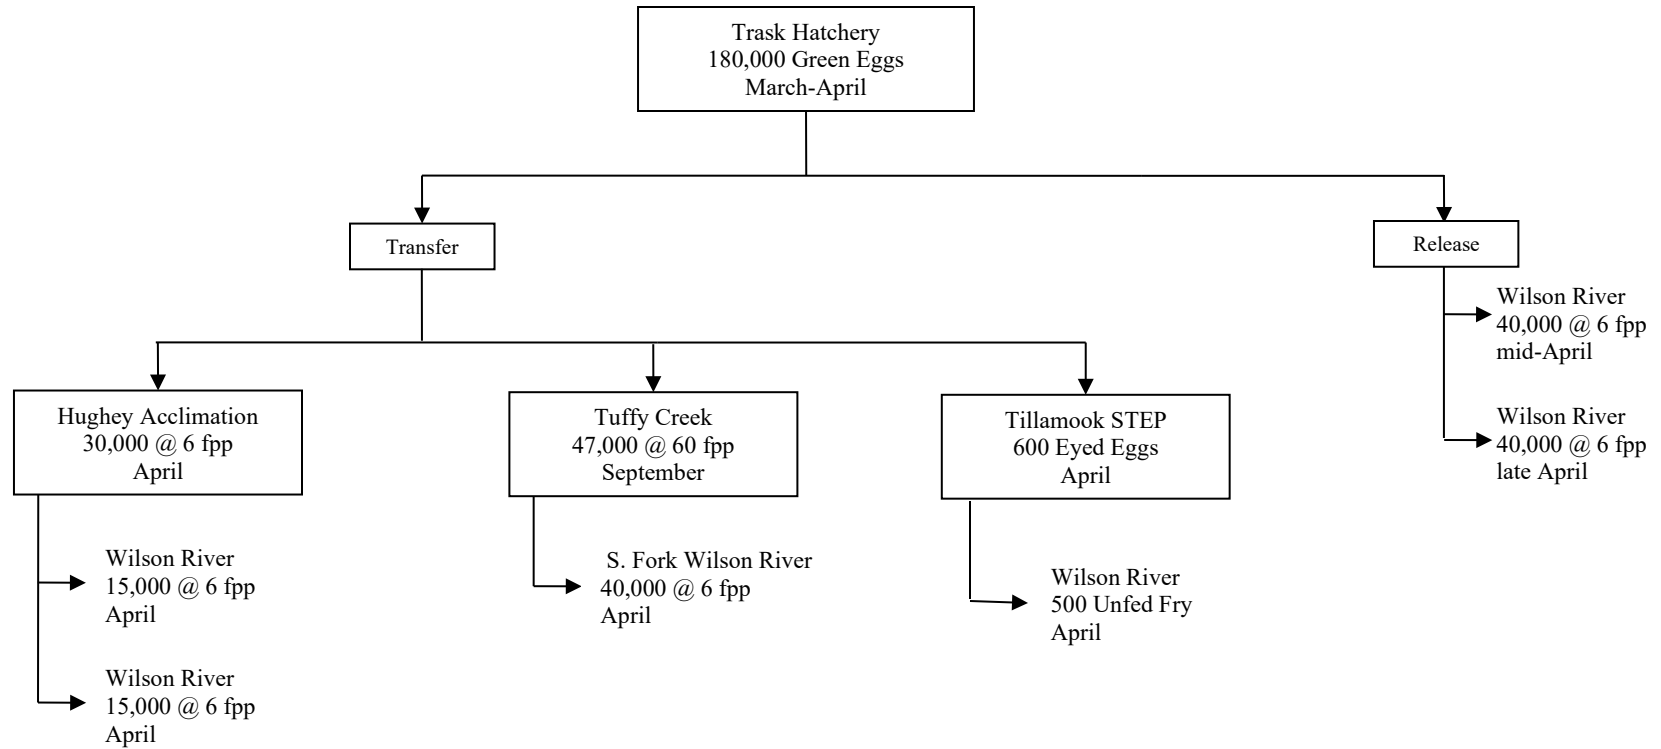 Trask Hatchery
180,000 Green Eggs
March-April
Transfer
Release
Wilson River
40,000 @ 6 fpp
mid-April
Wilson River
40,000 @ 6 fpp
late April
Hughey Acclimation
30,000 @ 6 fpp
April
Wilson River
15,000 @ 6 fpp
April
Wilson River
15,000 @ 6 fpp
April
Tuffy Creek
47,000 @ 60 fpp
September
S. Fork Wilson River
40,000 @ 6 fpp
April
Tillamook STEP
600 Eyed Eggs
April
Wilson River
500 Unfed Fry
April